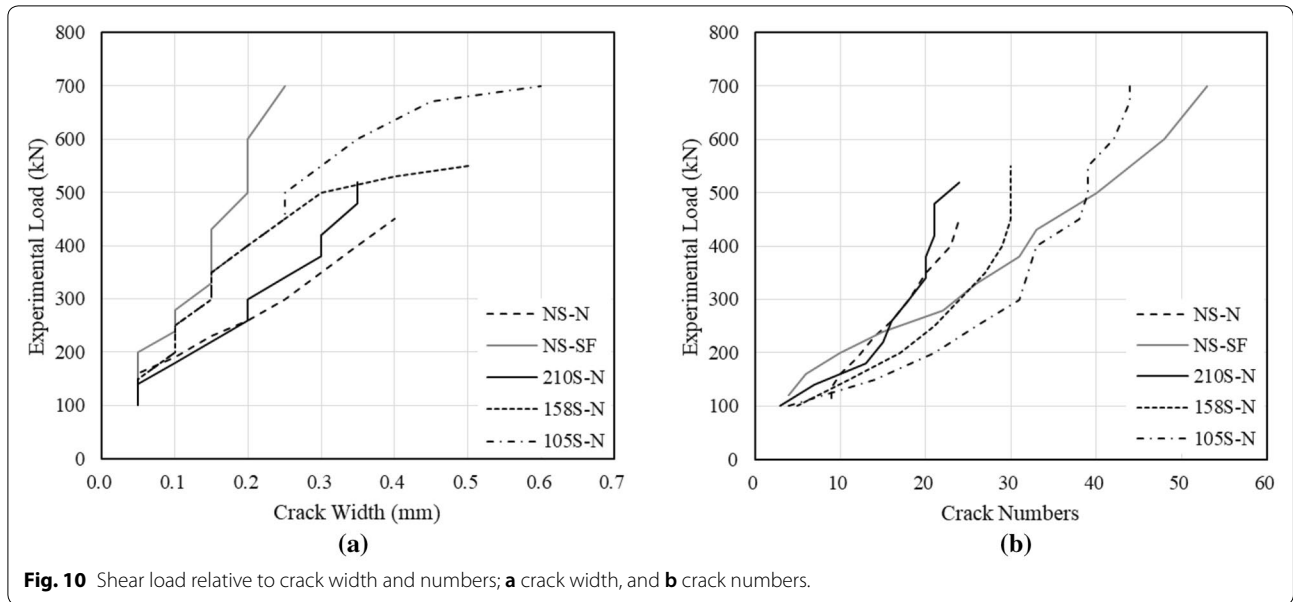 800
700
600
500
400
300
200
100
0
Experimental Load (kN)
0.0 0.1 0.2 0.3 0.4 0.5 0.6 0.7
Crack Width (mm)
NS-N
NS-SF
210S-N
158S-N
105S-N
(a)
800
700
600
500
400
300
200
100
0
Experimental Load (kN)
0 10 20 30 40 50 60
Crack Numbers
NS-N
NS-SF
210S-N
158S-N
105S-N
(b)
Fig. 10 Shear load relative to crack width and numbers; a crack width, and b crack numbers.